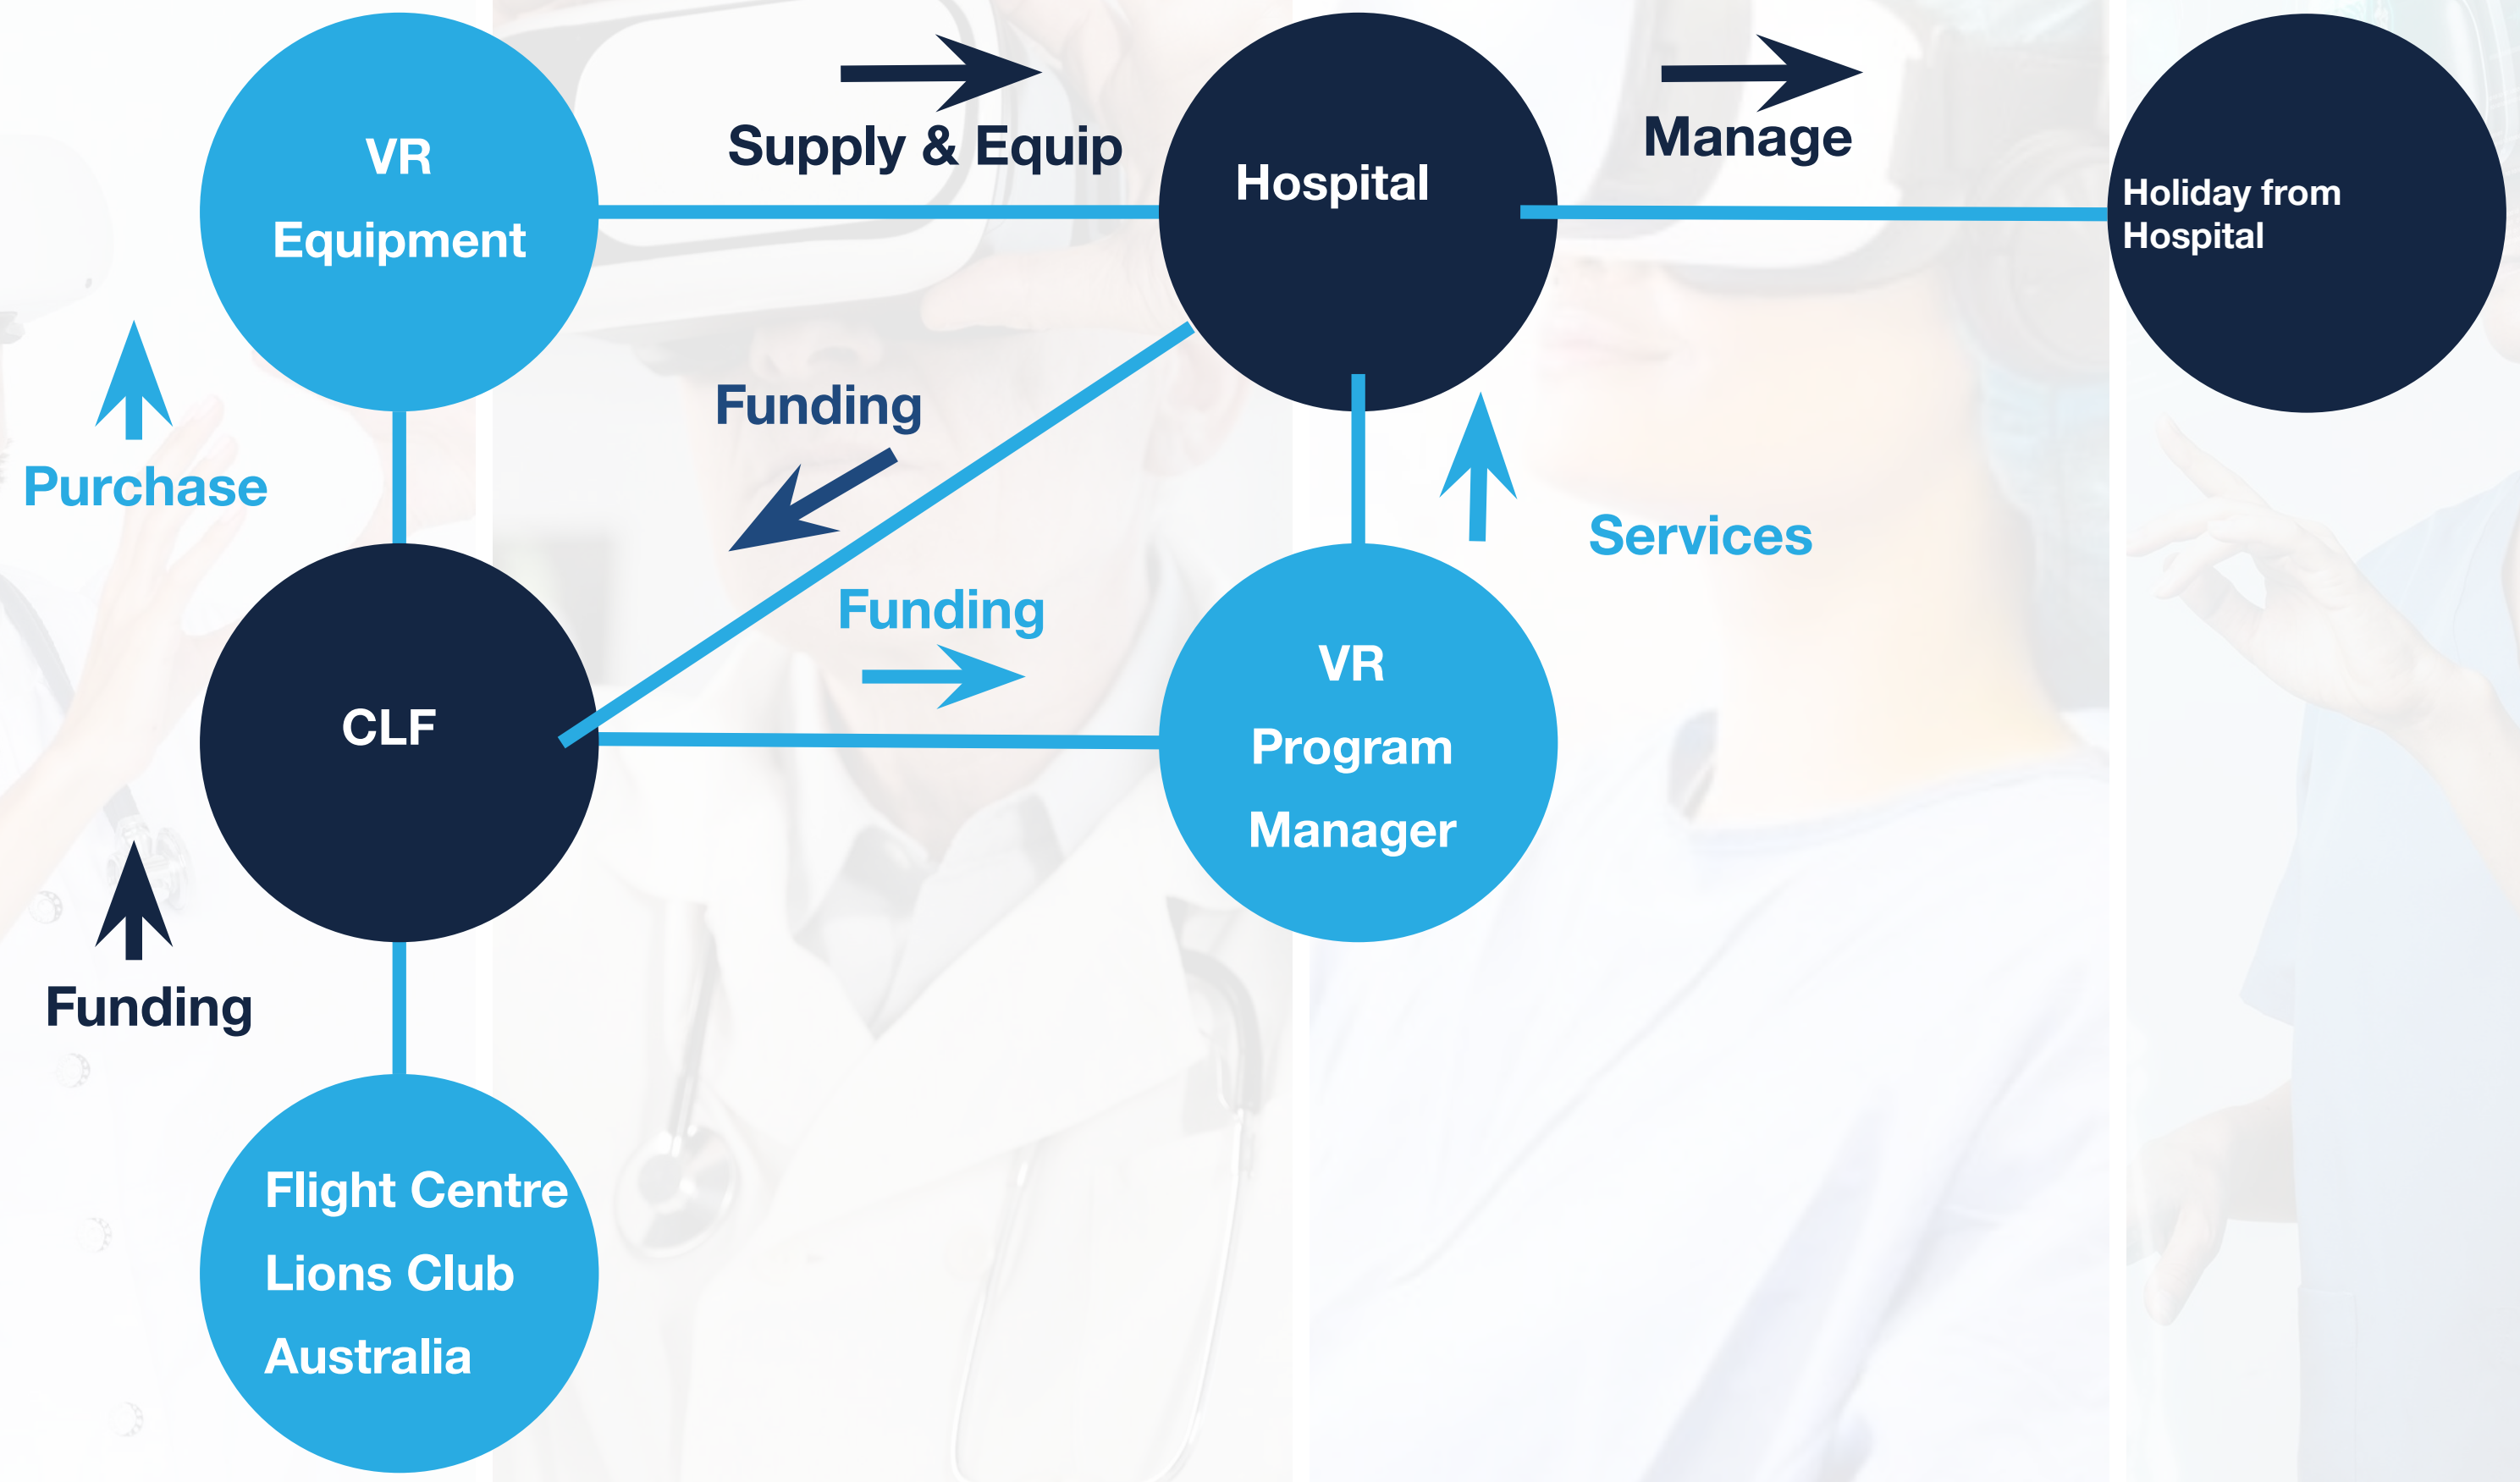 VR
Equipment
Supply & Equip
Hospital
Manage
Holiday from
Hospital
Purchase
Funding
Services
Funding
CLF
VR
Program
Manager
Funding
Flight Centre
Lions Club
Australia